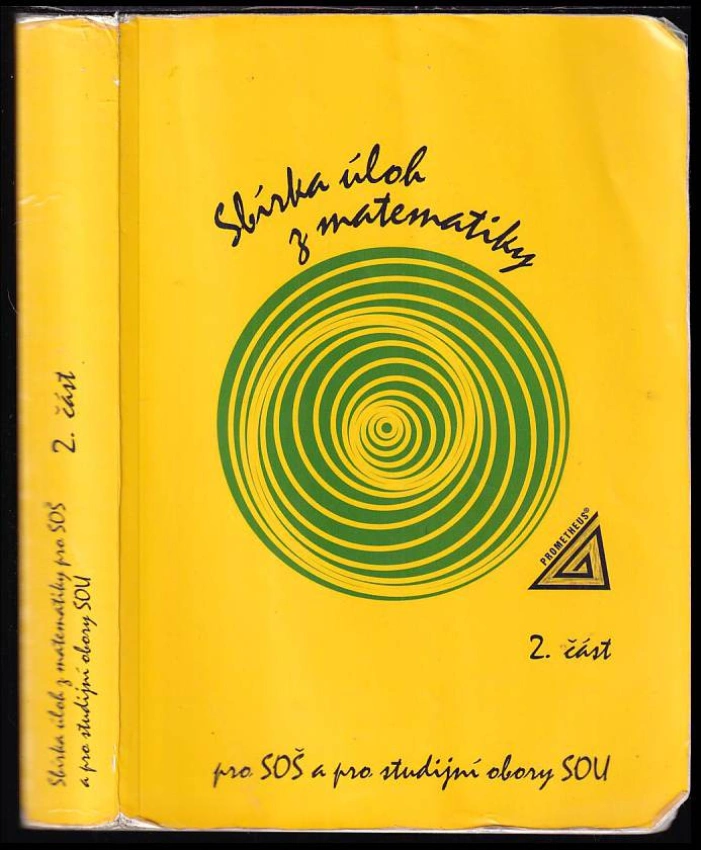 Sbírka úloh z matematiky pro SOŠ
a pro studijní obory SOU
2. část
Sbírka úloh
z matematiky
PROMETHEUS®
2. část
pro SOŠ a pro studijní obory SOU